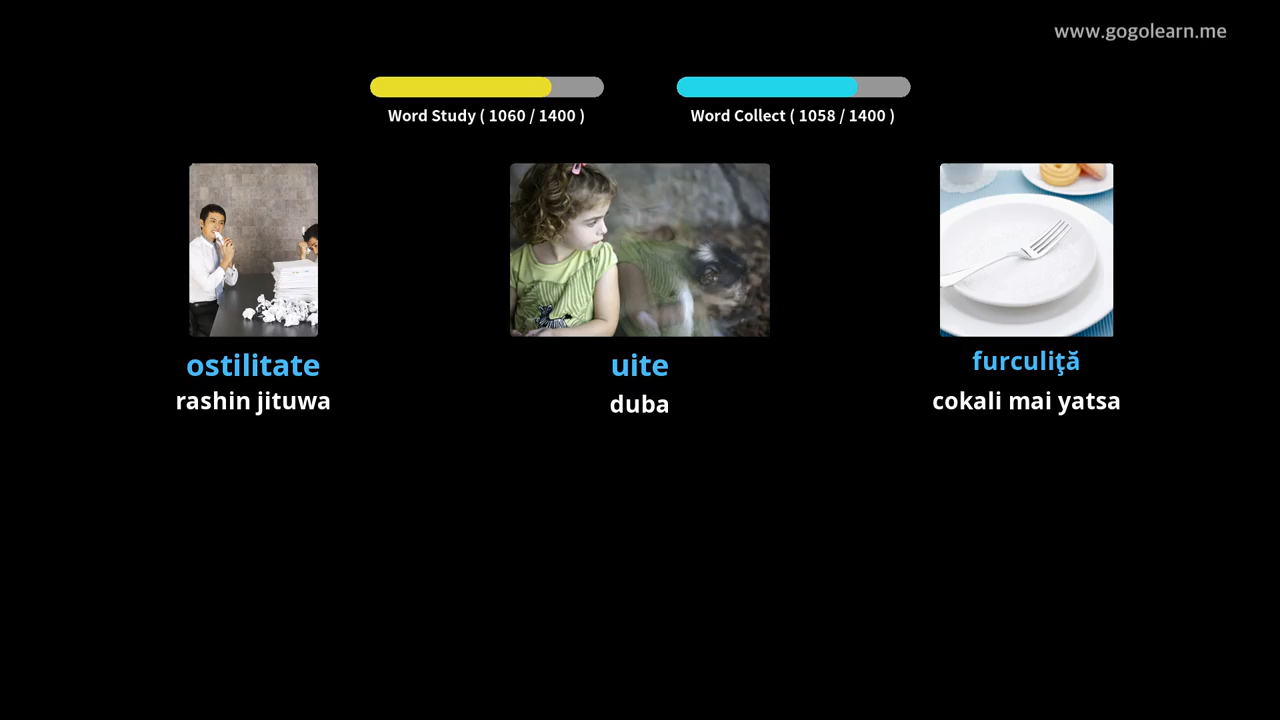 www.gogolearn.me
Word Study ( 1060 / 1400 )
Word Collect ( 1058 / 1400 )
ostilitate
uite
furculiţă
rashin jituwa
duba
cokali mai yatsa